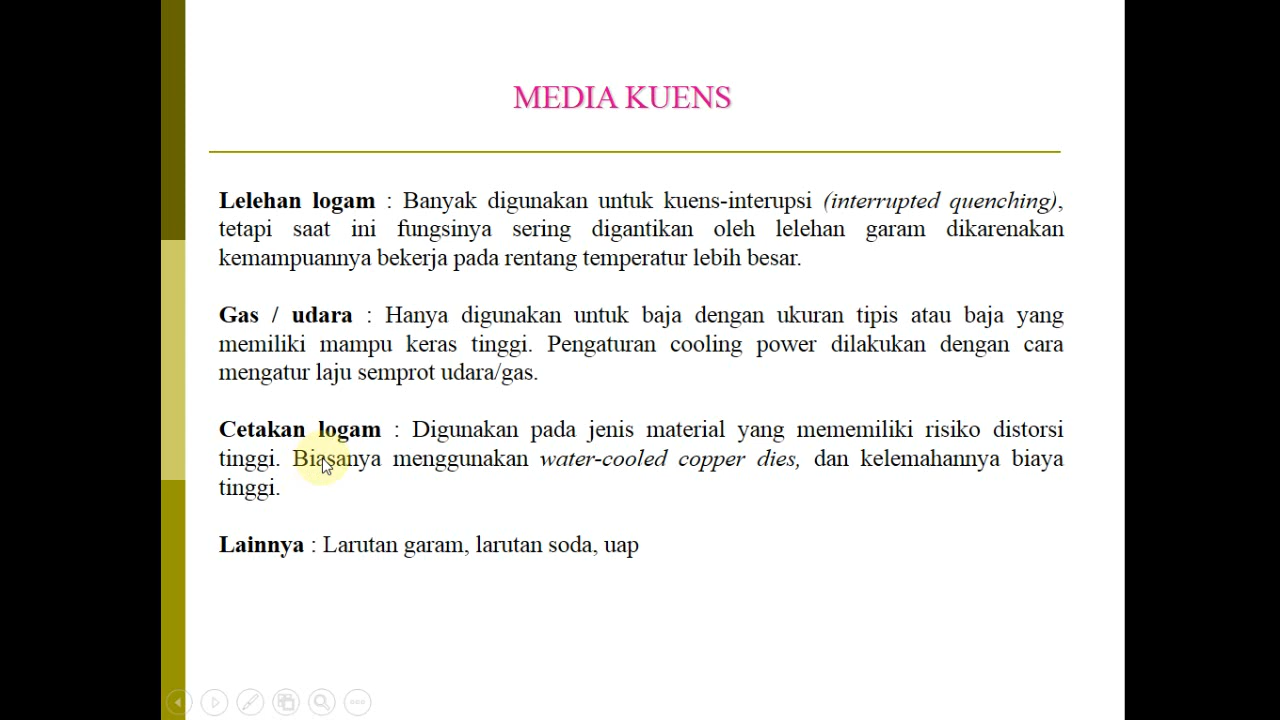 MEDIA KUENS
Lelehan logam : Banyak digunakan untuk kuens-interupsi (interrupted quenching),
tetapi saat ini fungsinya sering digantikan oleh lelehan garam dikarenakan
kemampuannya bekerja pada rentang temperatur lebih besar.
Gas / udara : Hanya digunakan untuk baja dengan ukuran tipis atau baja yang
memiliki mampu keras tinggi. Pengaturan cooling power dilakukan dengan cara
mengatur laju semprot udara/gas.
Cetakan logam : Digunakan pada jenis material yang mememiliki risiko distorsi
tinggi. Biasanya menggunakan water-cooled copper dies, dan kelemahannya biaya
tinggi.
Lainnya : Larutan garam, larutan soda, uap